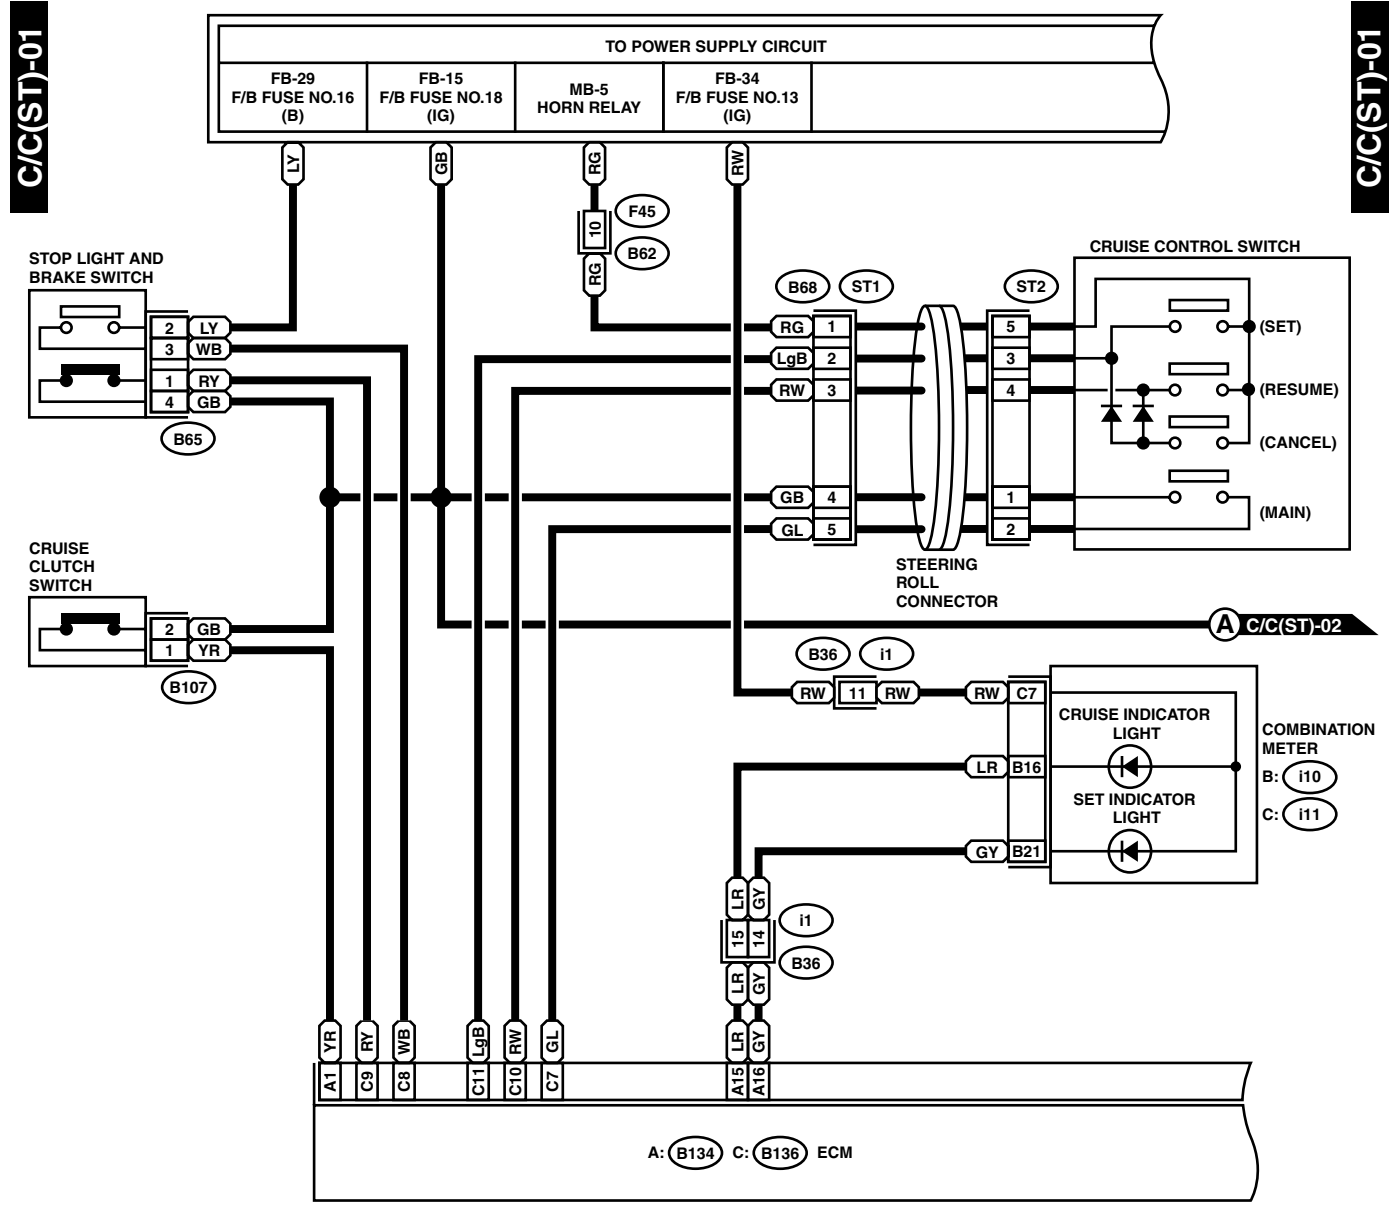 C/C(ST)-01
C/C(ST)-01
TO POWER SUPPLY CIRCUIT
FB-29
F/B FUSE NO.16
(B)
FB-15
F/B FUSE NO.18
(IG)
MB-5
HORN RELAY
FB-34
F/B FUSE NO.13
(IG)
LY
GB
RG
RW
10
F45
B62
RG
STOP LIGHT AND
BRAKE SWITCH
2 LY
3 WB
1 RY
4 GB
B65
CRUISE CONTROL SWITCH
B68
ST1
ST2
RG 1
LgB 2
RW 3
GB 4
GL 5
5
3
4
1
2
(SET)
(RESUME)
(CANCEL)
(MAIN)
STEERING
ROLL
CONNECTOR
CRUISE
CLUTCH
SWITCH
2 GB
1 YR
B107
A C/C(ST)-02
B36
i1
RW 11 RW
RW C7
CRUISE INDICATOR
LIGHT
LR B16
SET INDICATOR
LIGHT
GY B21
COMBINATION
METER
B: i10
C: i11
LR GY
15 14
i1
B36
LR GY
YR RY WB LgB RW GL LR GY
A1 C9 C8 C11 C10 C7 A15 A16
A: B134 C: B136 ECM